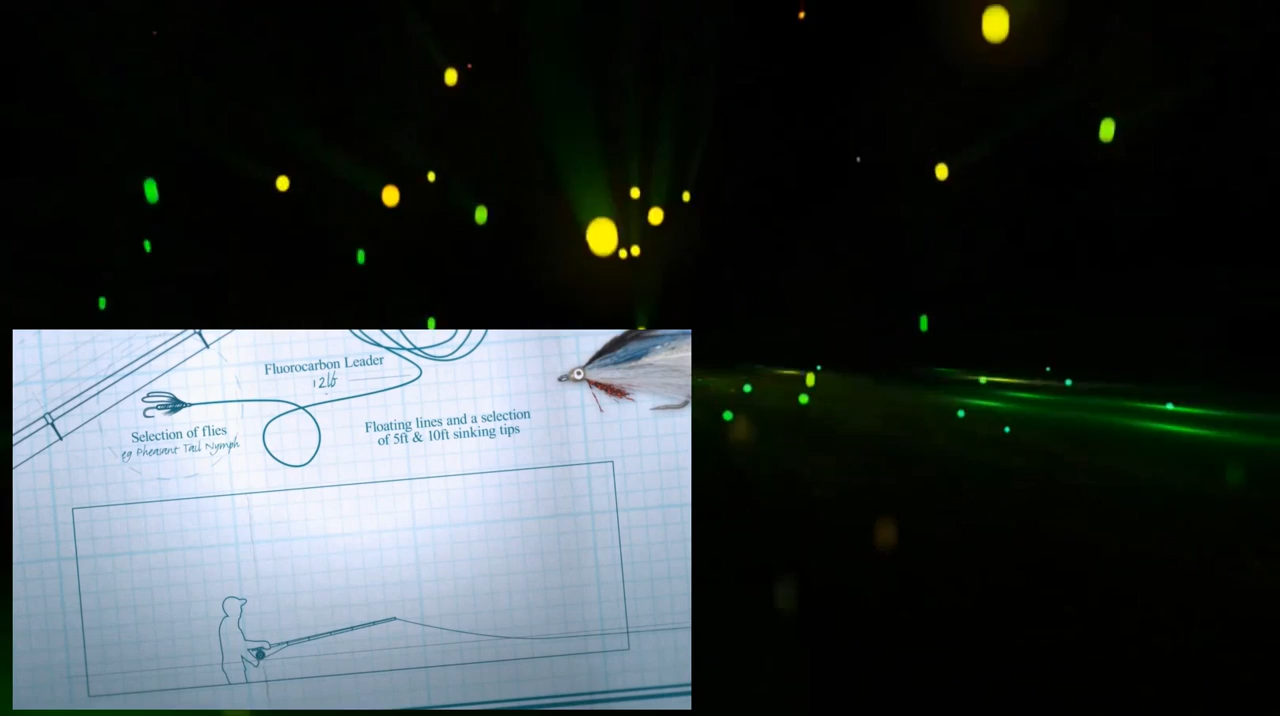 Fluorocarbon Leader
12lb
Selection of flies
eg Pheasant Tail Nymph
Floating lines and a selection
of 5ft & 10ft sinking tips